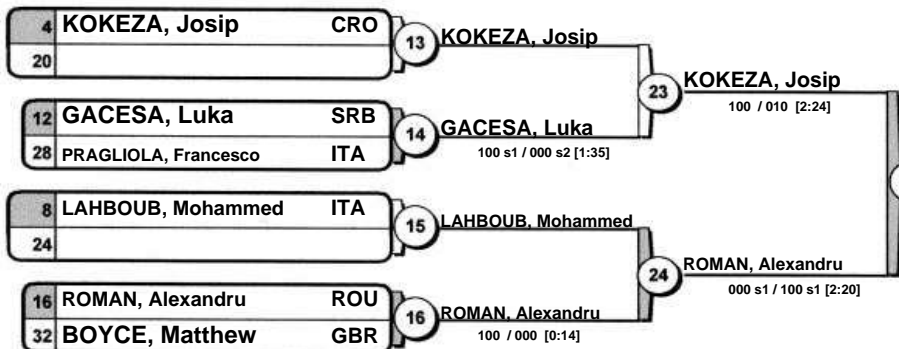 4 KOKEZA, Josip CRO
20
13 KOKEZA, Josip
12 GACESA, Luka SRB
28 PRAGLIOLA, Francesco ITA
14 GACESA, Luka
100 s1 / 000 s2 [1:35]
23 KOKEZA, Josip
100 / 010 [2:24]
8 LAHBOUB, Mohammed ITA
24
15 LAHBOUB, Mohammed
16 ROMAN, Alexandru ROU
32 BOYCE, Matthew GBR
16 ROMAN, Alexandru
100 / 000 [0:14]
24 ROMAN, Alexandru
000 s1 / 100 s1 [2:20]